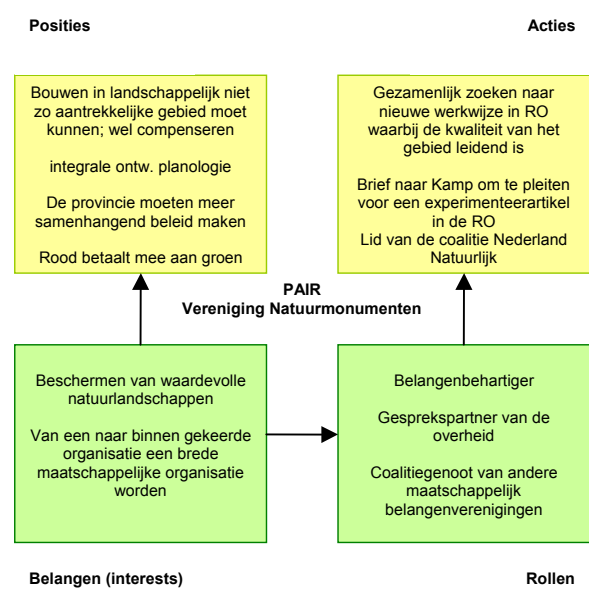 Posities
Acties
Bouwen in landschappelijk niet
zo aantrekkelijke gebied moet
kunnen; wel compenseren
integrale ontw. planologie
De provincie moeten meer
samenhangend beleid maken
Rood betaalt mee aan groen
Gezamenlijk zoeken naar
nieuwe werkwijze in RO
waarbij de kwaliteit van het
gebied leidend is
Brief naar Kamp om te pleiten
voor een experimenteerartikel
in de RO
Lid van de coalitie Nederland
Natuurlijk
PAIR
Vereniging Natuurmonumenten
Beschermen van waardevolle
natuurlandschappen
Van een naar binnen gekeerde
organisatie een brede
maatschappelijke organisatie
worden
Belangenbehartiger
Gesprekspartner van de
overheid
Coalitiegenoot van andere
maatschappelijk
belangenverenigingen
Belangen (interests)
Rollen